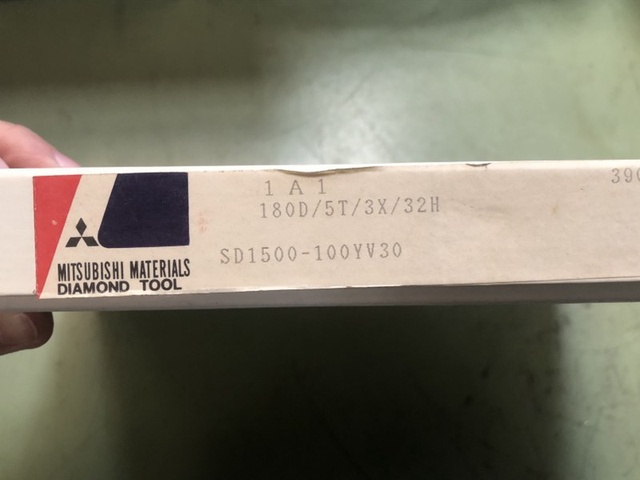 MITSUBISHI MATERIALS
DIAMOND TOOL
1A1
180D/5T/3X/32H
SD1500-100YV30